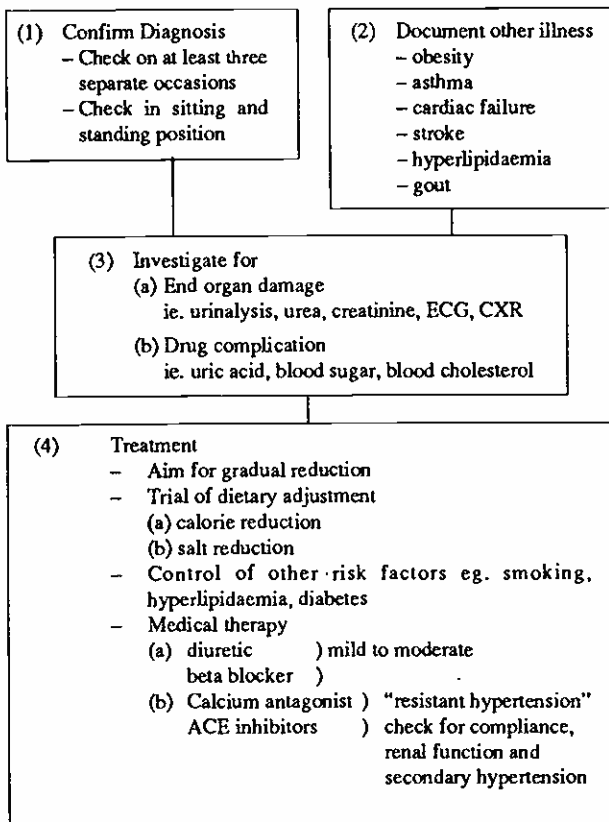 (1) Confirm Diagnosis
– Check on at least three
separate occasions
– Check in sitting and
standing position
(2) Document other illness
– obesity
– asthma
– cardiac failure
– stroke
– hyperlipidaemia
– gout
(3) Investigate for
(a) End organ damage
ie. urinalysis, urea, creatinine, ECG, CXR
(b) Drug complication
ie. uric acid, blood sugar, blood cholesterol
(4) Treatment
– Aim for gradual reduction
– Trial of dietary adjustment
(a) calorie reduction
(b) salt reduction
– Control of other risk factors eg. smoking,
hyperlipidaemia, diabetes
– Medical therapy
(a) diuretic ) mild to moderate
beta blocker )
(b) Calcium antagonist ) "resistant hypertension"
ACE inhibitors ) check for compliance,
renal function and
secondary hypertension